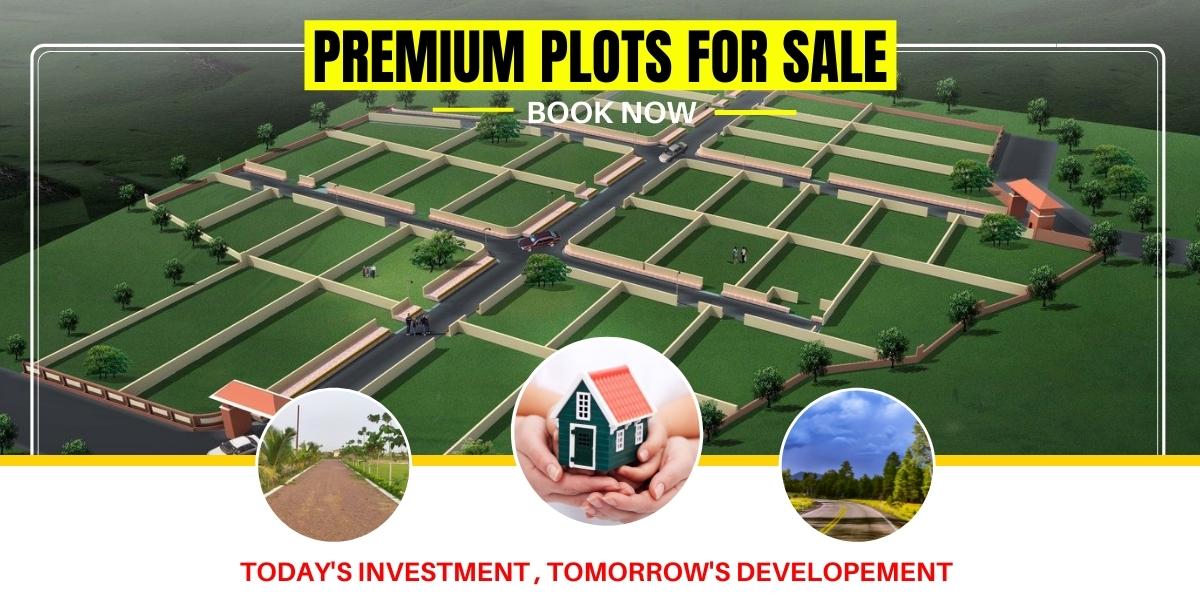 PREMIUM PLOTS FOR SALE
BOOK NOW
TODAY'S INVESTMENT , TOMORROW'S DEVELOPEMENT